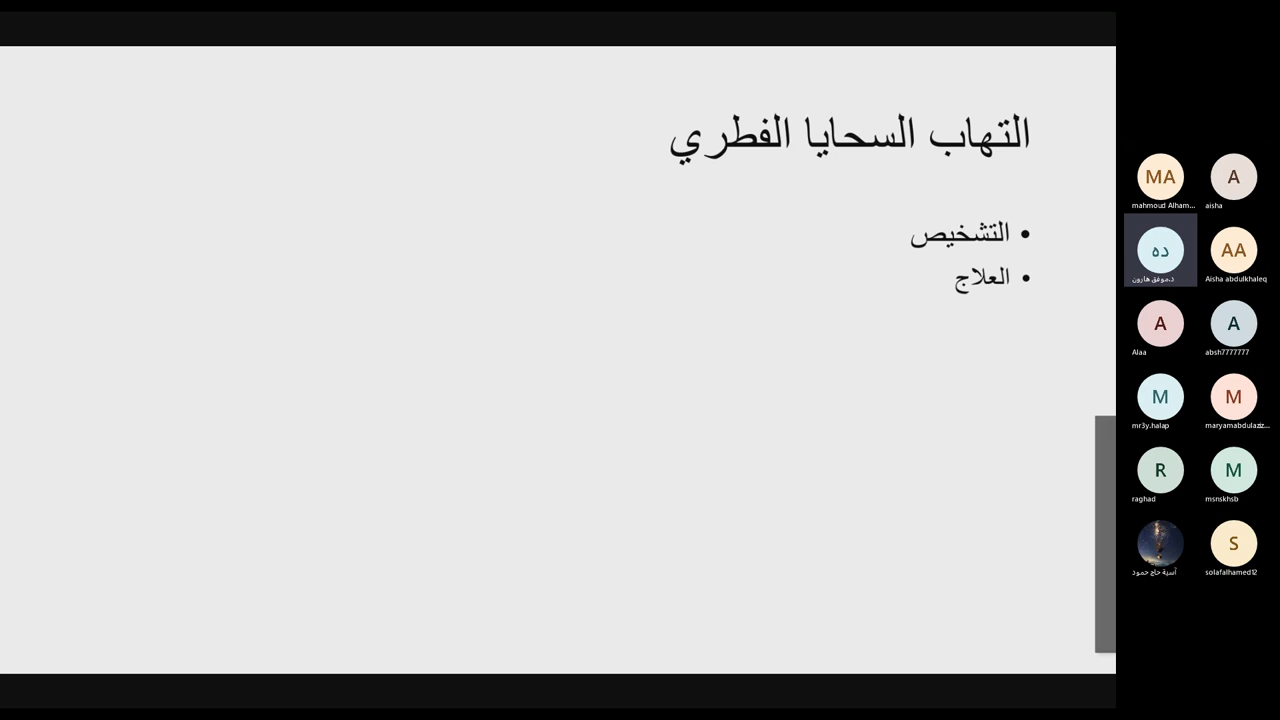 التهاب السحايا الفطري
• التشخيص
• العلاج
MA
mahmoud Alham...
A
aisha
ده
د.موفق هارون
AA
Aisha abdulkhaleq
A
Alaa
A
absh7777777
M
mr3y.halap
M
maryamabdulaziz...
R
raghad
M
msnskhsb
آسية حاج حمود
S
solafalhamed12